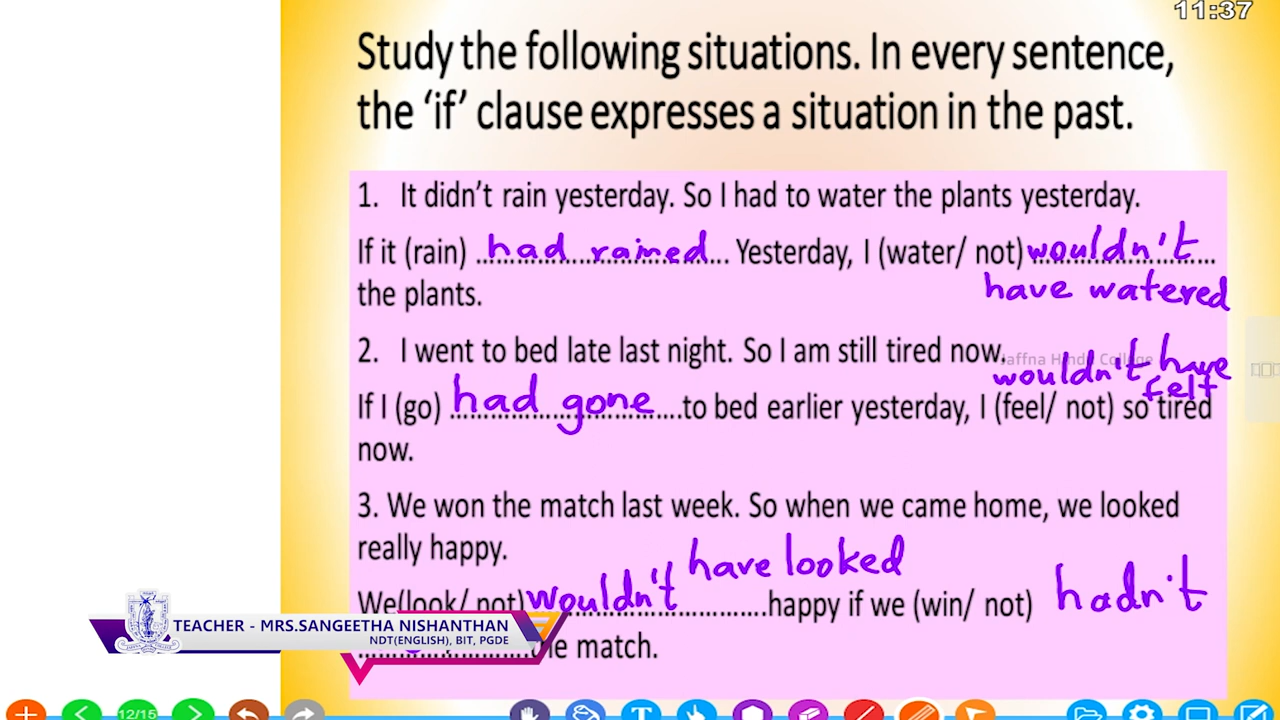 11:37
Study the following situations. In every sentence,
the ‘if’ clause expresses a situation in the past.
1. It didn’t rain yesterday. So I had to water the plants yesterday.
If it (rain) had rained Yesterday, I (water/ not) wouldn't
the plants. have watered
2. I went to bed late last night. So I am still tired now.
Jaffna Hindu College
wouldn't have
felt
If I (go) had gone to bed earlier yesterday, I (feel/ not) so tired
now.
3. We won the match last week. So when we came home, we looked
really happy.
have looked
We(look/ not) wouldn't happy if we (win/ not) hadn't
the match.
TEACHER - MRS.SANGEETHA NISHANTHAN
NDT(ENGLISH), BIT, PGDE
12/15